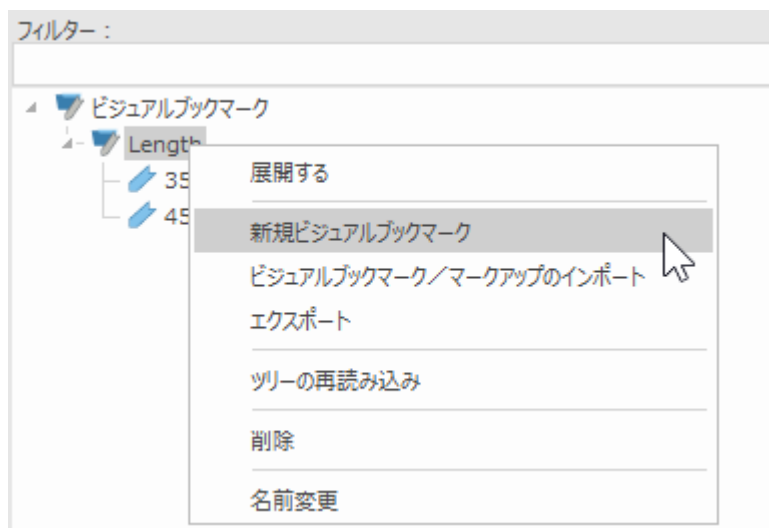 フィルター：
ビジュアルブックマーク
Length
35
45
展開する
新規ビジュアルブックマーク
ビジュアルブックマーク／マークアップのインポート
エクスポート
ツリーの再読み込み
削除
名前変更